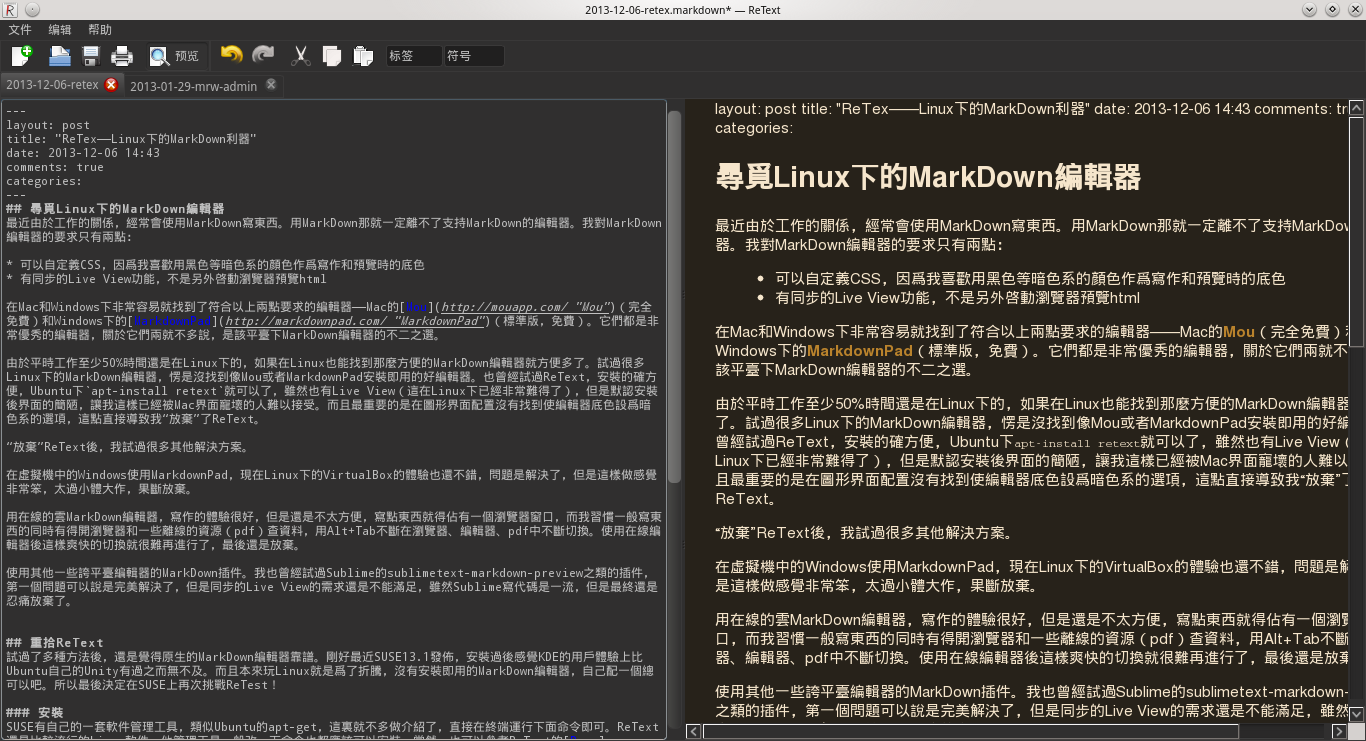 2013-12-06-retex.markdown* — ReText
文件 编辑 帮助
预览 标签 符号
2013-12-06-retex 2013-01-29-mrw-admin
---
layout: post
title: "ReTex——Linux下的MarkDown利器"
date: 2013-12-06 14:43
comments: true
categories:
---
## 尋覓Linux下的MarkDown編輯器
最近由於工作的關係，經常會使用MarkDown寫東西。用MarkDown那就一定離不了支持MarkDown的編輯器。我對MarkDown
編輯器的要求只有兩點:
* 可以自定義CSS，因爲我喜歡用黑色等暗色系的顏色作爲寫作和預覽時的底色
* 有同步的Live View功能，不是另外啓動瀏覽器預覽html
在Mac和Windows下非常容易就找到了符合以上兩點要求的編輯器——Mac的[Mou](http://mouapp.com/ "Mou")（完全
免費）和Windows下的[MarkdownPad](http://markdownpad.com/ "MarkdownPad")（標準版，免費）。它們都是非
常優秀的編輯器，關於它們兩就不多說，是該平臺下MarkDown編輯器的不二之選。
由於平時工作至少50%時間還是在Linux下的，如果在Linux也能找到那麼方便的MarkDown編輯器就方便多了。試過很多
Linux下的MarkDown編輯器，愣是沒找到像Mou或者MarkdownPad安裝即用的好編輯器。也曾經試過ReText，安裝的確方
便，Ubuntu下`apt-install retext`就可以了，雖然也有Live View（這在Linux下已經非常難得了），但是默認安裝
後界面的簡陋，讓我這樣已經被Mac界面寵壞的人難以接受。而且最重要的是在圖形界面配置沒有找到使編輯器底色設爲暗
色系的選項，這點直接導致我“放棄”了ReText。
“放棄”ReText後，我試過很多其他解決方案。
在虛擬機中的Windows使用MarkdownPad，現在Linux下的VirtualBox的體驗也還不錯，問題是解決了，但是這樣做感覺
非常笨，太過小體大作，果斷放棄。
用在線的雲MarkDown編輯器，寫作的體驗很好，但是還是不太方便，寫點東西就得佔有一個瀏覽器窗口，而我習慣一般寫東
西的同時有得開瀏覽器和一些離線的資源（pdf）查資料，用Alt+Tab不斷在瀏覽器、編輯器、pdf中不斷切換。使用在線編
輯器後這樣爽快的切換就很難再進行了，最後還是放棄。
使用其他一些誇平臺編輯器的MarkDown插件。我也曾經試過Sublime的sublimetext-markdown-preview之類的插件，
第一個問題可以說是完美解決了，但是同步的Live View的需求還是不能滿足，雖然Sublime寫代碼是一流，但是最終還是
忍痛放棄了。
## 重拾ReText
試過了多種方法後，還是覺得原生的MarkDown編輯器靠譜。剛好最近SUSE13.1發佈，安裝過後感覺KDE的用戶體驗上比
Ubuntu自己的Unity有過之而無不及。而且本來玩Linux就是爲了折騰，沒有安裝即用的MarkDown編輯器，自己配一個總
可以吧。所以最後決定在SUSE上再次挑戰ReTest！
### 安裝
SUSE有自己的一套軟件管理工具，類似Ubuntu的apt-get，這裏就不多做介紹了，直接在終端運行下面命令即可。ReText
layout: post title: "ReTex——Linux下的MarkDown利器" date: 2013-12-06 14:43 comments: tr
categories:
尋覓Linux下的MarkDown編輯器
最近由於工作的關係，經常會使用MarkDown寫東西。用MarkDown那就一定離不了支持MarkDow
器。我對MarkDown編輯器的要求只有兩點:
• 可以自定義CSS，因爲我喜歡用黑色等暗色系的顏色作爲寫作和預覽時的底色
• 有同步的Live View功能，不是另外啓動瀏覽器預覽html
在Mac和Windows下非常容易就找到了符合以上兩點要求的編輯器——Mac的Mou（完全免費）
Windows下的MarkdownPad（標準版，免費）。它們都是非常優秀的編輯器，關於它們兩就不
該平臺下MarkDown編輯器的不二之選。
由於平時工作至少50%時間還是在Linux下的，如果在Linux也能找到那麼方便的MarkDown編輯器
了。試過很多Linux下的MarkDown編輯器，愣是沒找到像Mou或者MarkdownPad安裝即用的好編
曾經試過ReText，安裝的確方便，Ubuntu下apt-install retext就可以了，雖然也有Live View（
Linux下已經非常難得了），但是默認安裝後界面的簡陋，讓我這樣已經被Mac界面寵壞的人難以
且最重要的是在圖形界面配置沒有找到使編輯器底色設爲暗色系的選項，這點直接導致我“放棄”了
ReText。
“放棄”ReText後，我試過很多其他解決方案。
在虛擬機中的Windows使用MarkdownPad，現在Linux下的VirtualBox的體驗也還不錯，問題是解
是這樣做感覺非常笨，太過小體大作，果斷放棄。
用在線的雲MarkDown編輯器，寫作的體驗很好，但是還是不太方便，寫點東西就得佔有一個瀏覽
口，而我習慣一般寫東西的同時有得開瀏覽器和一些離線的資源（pdf）查資料，用Alt+Tab不斷
器、編輯器、pdf中不斷切換。使用在線編輯器後這樣爽快的切換就很難再進行了，最後還是放棄
使用其他一些誇平臺編輯器的MarkDown插件。我也曾經試過Sublime的sublimetext-markdown-
之類的插件，第一個問題可以說是完美解決了，但是同步的Live View的需求還是不能滿足，雖然